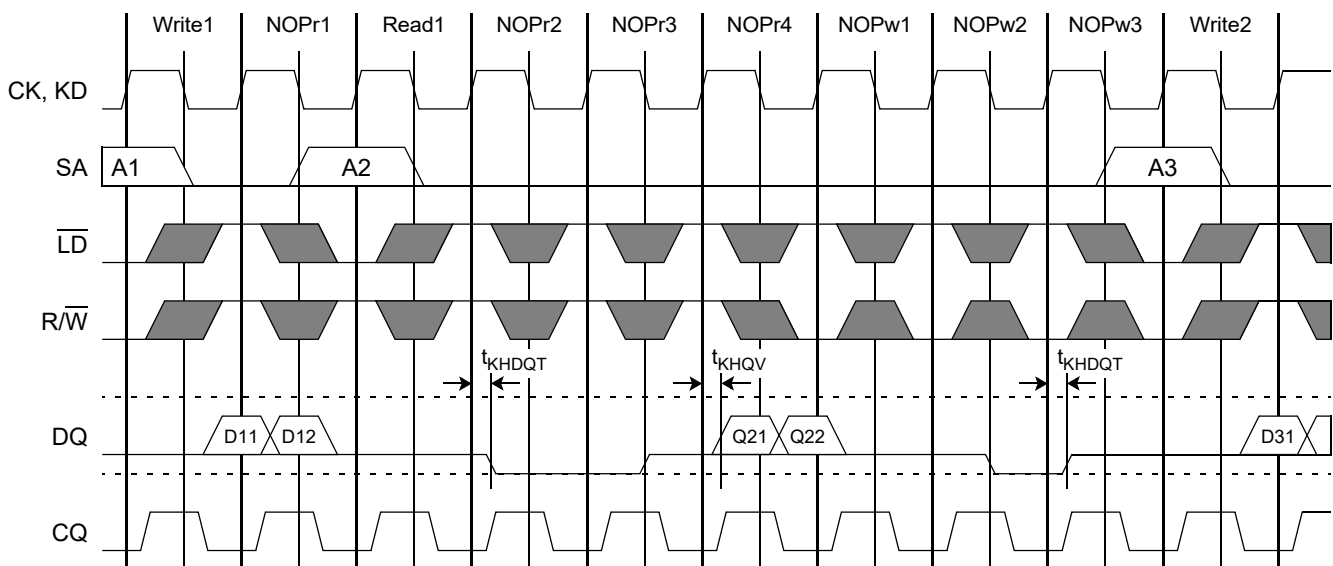 Write1 NOPr1 Read1 NOPr2 NOPr3 NOPr4 NOPw1 NOPw2 NOPw3 Write2
CK, KD
SA A1 A2 A3
LD
R/W
tKHDQT tKHQV tKHDQT
DQ D11 D12 Q21 Q22 D31
CQ